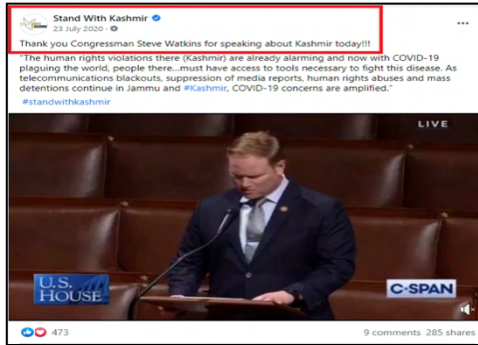 Stand With Kashmir
23 July 2020 ·
Thank you Congressman Steve Watkins for speaking about Kashmir today!!!
"The human rights violations there (Kashmir) are already alarming and now with COVID-19
plaguing the world, people there...must have access to tools necessary to fight this disease. As
telecommunications blackouts, suppression of media reports, human rights abuses and mass
detentions continue in Jammu and #Kashmir, COVID-19 concerns are amplified."
#standwithkashmir
LIVE
U.S.
HOUSE
C-SPAN
473
9 comments 285 shares